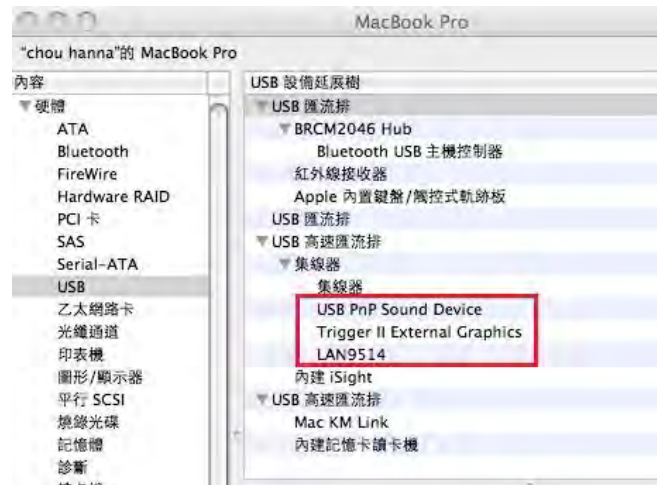 MacBook Pro
"chou hanna"的 MacBook Pro
內容
硬體
ATA
Bluetooth
FireWire
Hardware RAID
PCI 卡
SAS
Serial-ATA
USB
乙太網路卡
光纖通道
印表機
圖形/顯示器
平行 SCSI
燒錄光碟
記憶體
診斷
USB 設備延展樹
USB 匯流排
BRCM2046 Hub
Bluetooth USB 主機控制器
紅外線接收器
Apple 內置鍵盤/觸控式軌跡板
USB 匯流排
USB 高速匯流排
集線器
集線器
USB PnP Sound Device
Trigger II External Graphics
LAN9514
內建 iSight
USB 高速匯流排
Mac KM Link
內建記憶卡讀卡機